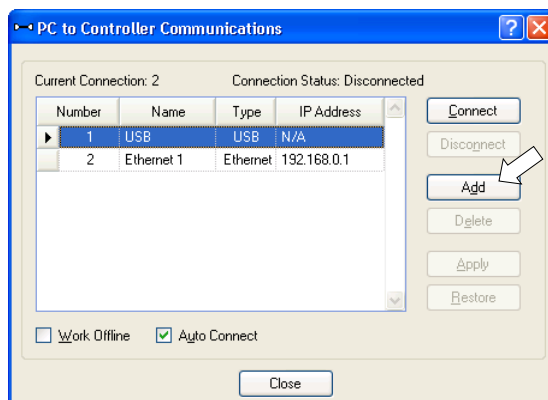 PC to Controller Communications
Current Connection: 2 Connection Status: Disconnected
Number Name Type IP Address
1 USB USB N/A
2 Ethernet 1 Ethernet 192.168.0.1
Connect
Disconnect
Add
Delete
Apply
Restore
Work Offline Auto Connect
Close